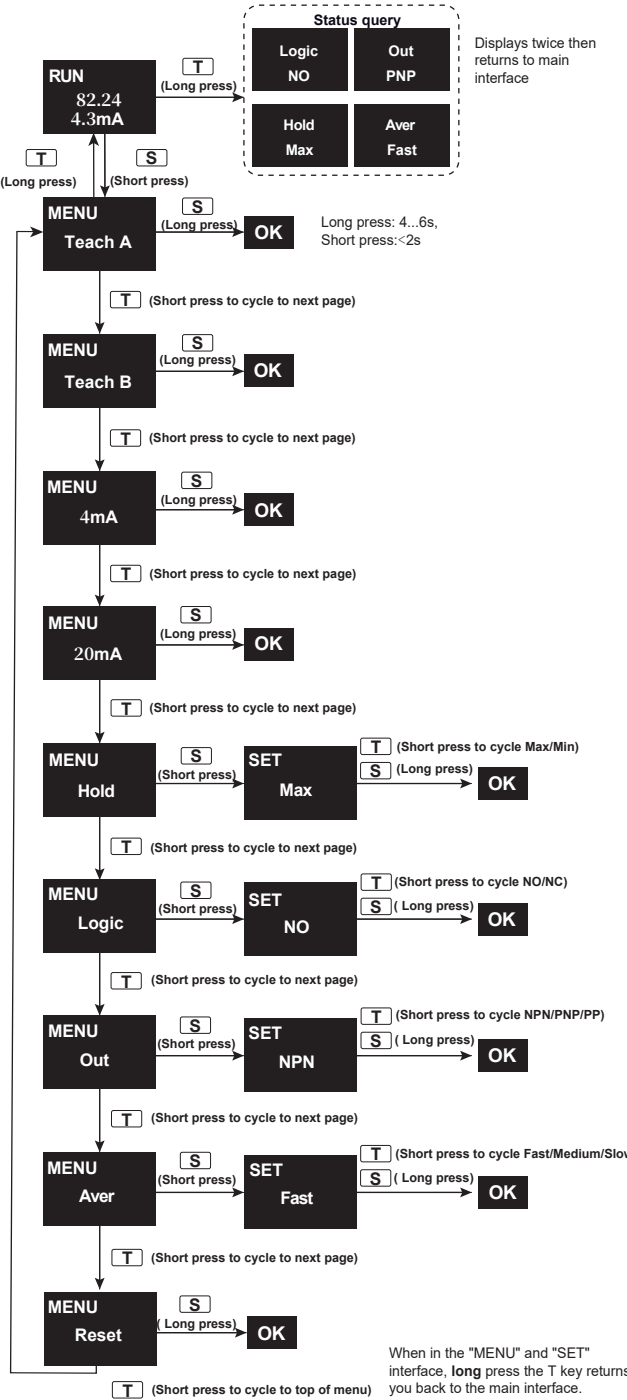 Status query
Logic
NO
Out
PNP
Hold
Max
Aver
Fast
Displays twice then
returns to main
interface
RUN
82.24
4.3mA
T
(Long press)
T
(Long press)
S
(Short press)
MENU
Teach A
S
(Long press)
OK
Long press: 4...6s,
Short press:<2s
T (Short press to cycle to next page)
MENU
Teach B
S
(Long press)
OK
T (Short press to cycle to next page)
MENU
4mA
S
(Long press)
OK
T (Short press to cycle to next page)
MENU
20mA
S
(Long press)
OK
T (Short press to cycle to next page)
MENU
Hold
S
(Short press)
SET
Max
T (Short press to cycle Max/Min)
S (Long press)
OK
T (Short press to cycle to next page)
MENU
Logic
S
(Short press)
SET
NO
T (Short press to cycle NO/NC)
S ( Long press)
OK
T (Short press to cycle to next page)
MENU
Out
S
(Short press)
SET
NPN
T (Short press to cycle NPN/PNP/PP)
S ( Long press)
OK
T (Short press to cycle to next page)
MENU
Aver
S
(Short press)
SET
Fast
T (Short press to cycle Fast/Medium/Slow
S ( Long press)
OK
T (Short press to cycle to next page)
MENU
Reset
S
( Long press)
OK
T (Short press to cycle to top of menu)
When in the "MENU" and "SET"
interface, long press the T key returns
you back to the main interface.